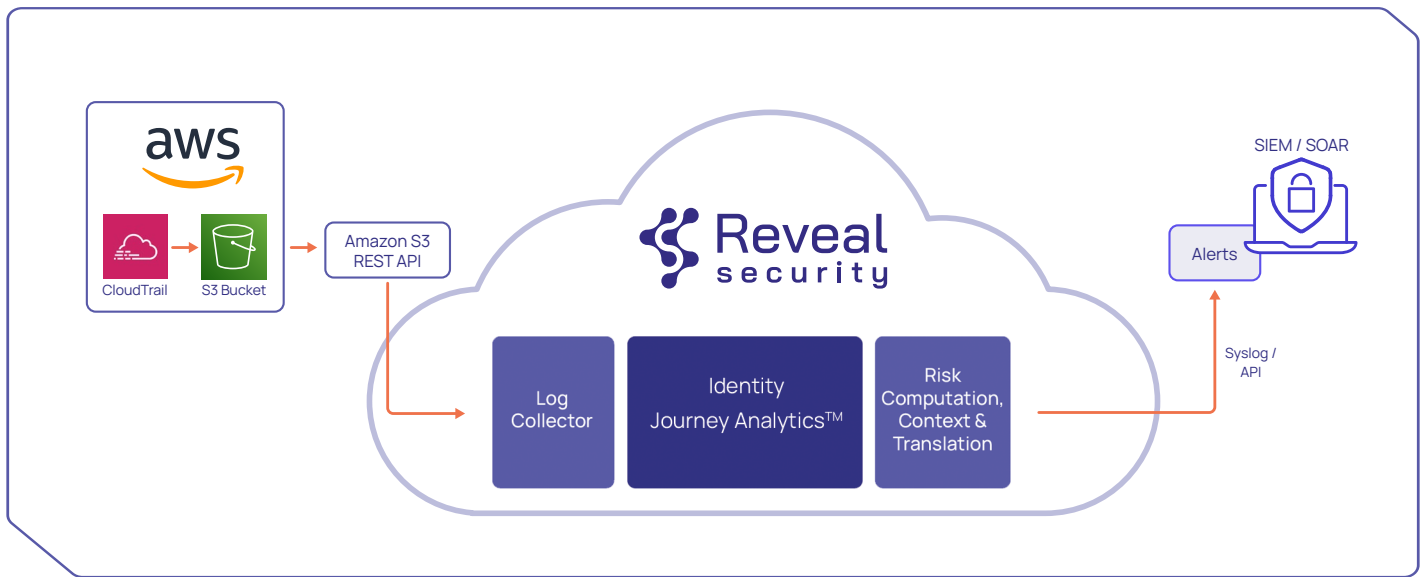 aws
CloudTrail
S3 Bucket
Amazon S3
REST API
Reveal
security
Log
Collector
Identity
Journey Analytics™
Risk
Computation,
Context &
Translation
SIEM / SOAR
Alerts
Syslog /
API